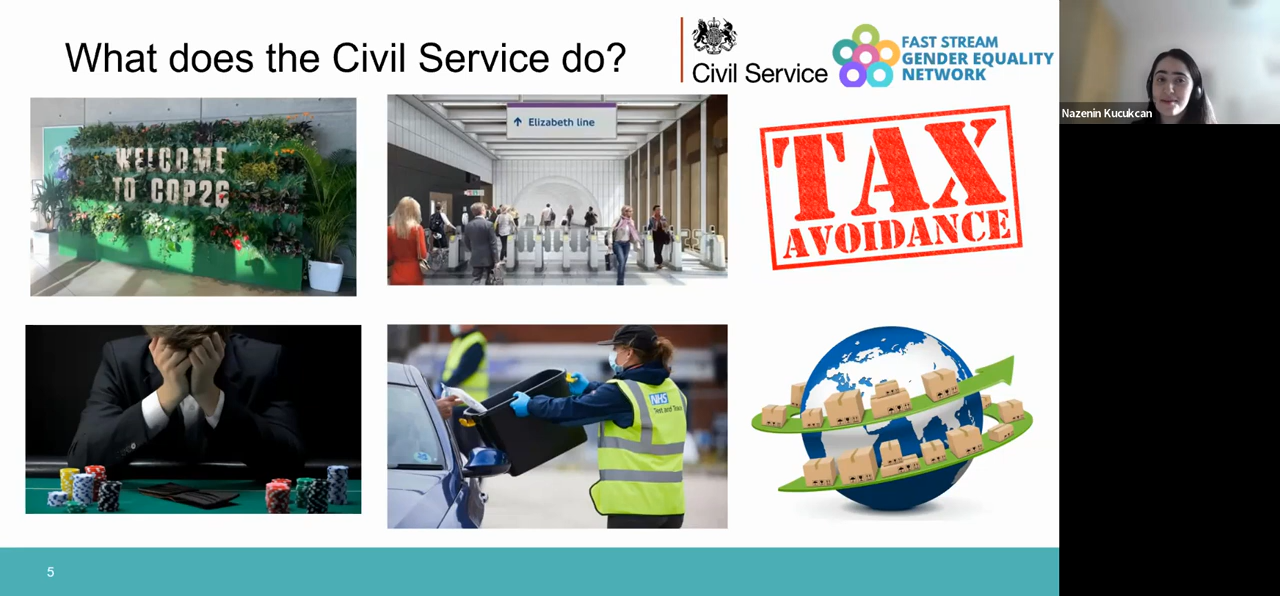 What does the Civil Service do?
Civil Service
FAST STREAM
GENDER EQUALITY
NETWORK
Nazenin Kucukcan
WELCOME
TO COP26
Elizabeth line
TAX
AVOIDANCE
NHS
Test and Trace
5